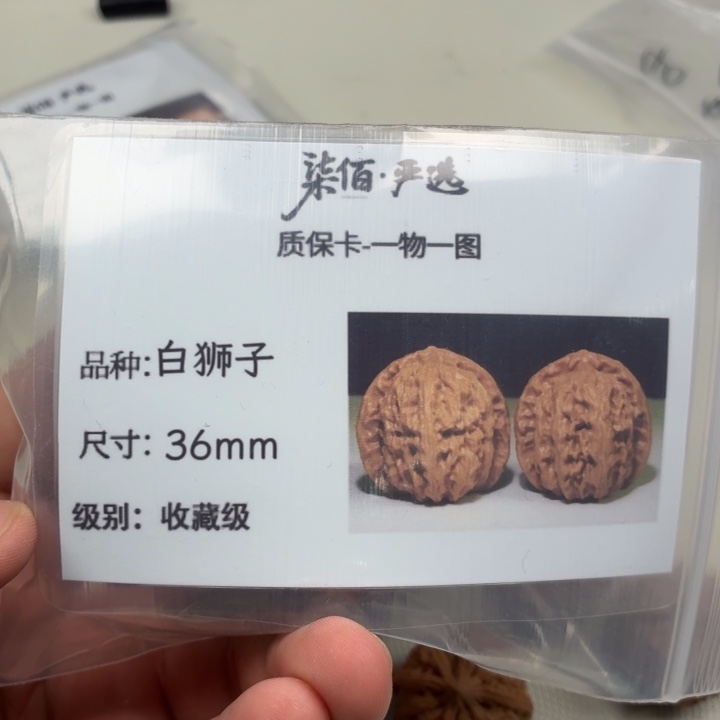 柒佰·严选
质保卡-一物一图
品种:白狮子
尺寸: 36mm
级别: 收藏级